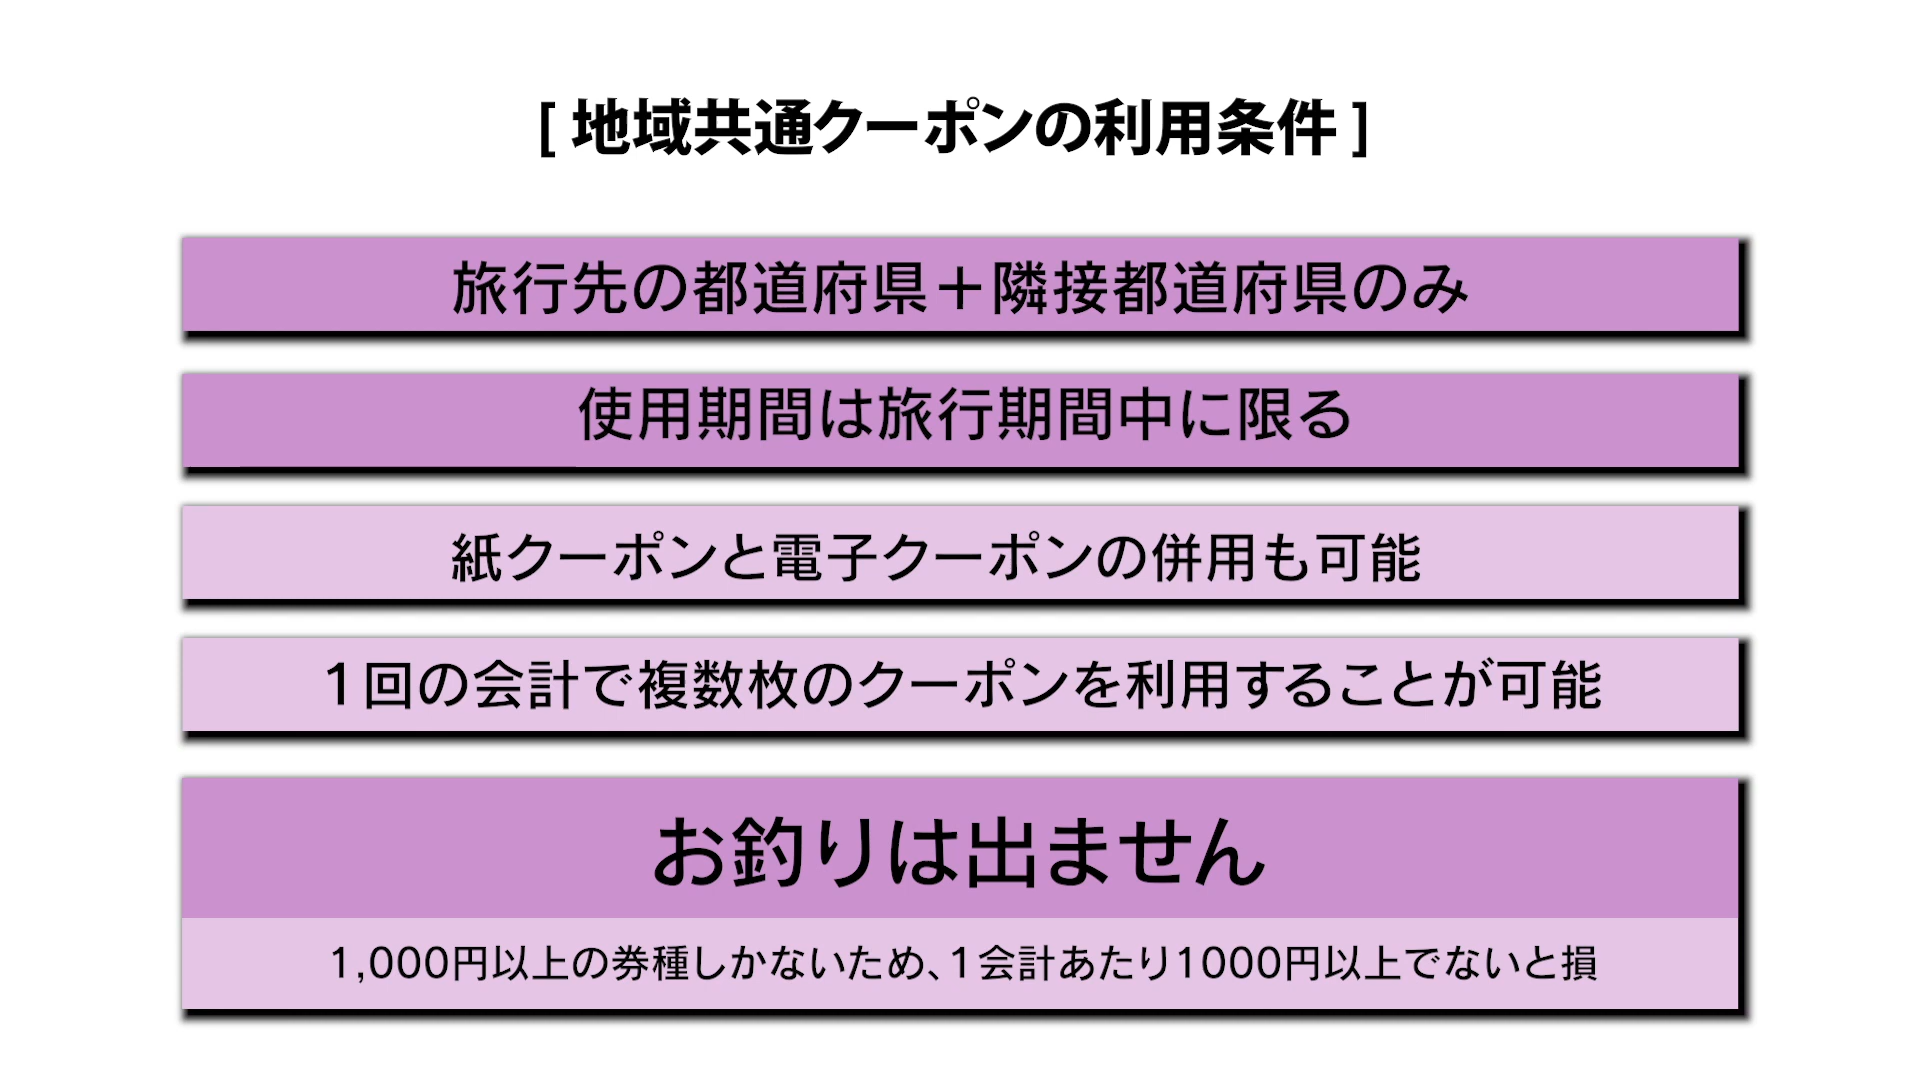 [ 地域共通クーポンの利用条件 ]
旅行先の都道府県＋隣接都道府県のみ
使用期間は旅行期間中に限る
紙クーポンと電子クーポンの併用も可能
1回の会計で複数枚のクーポンを利用することが可能
お釣りは出ません
1,000円以上の券種しかないため、1会計あたり1000円以上でないと損